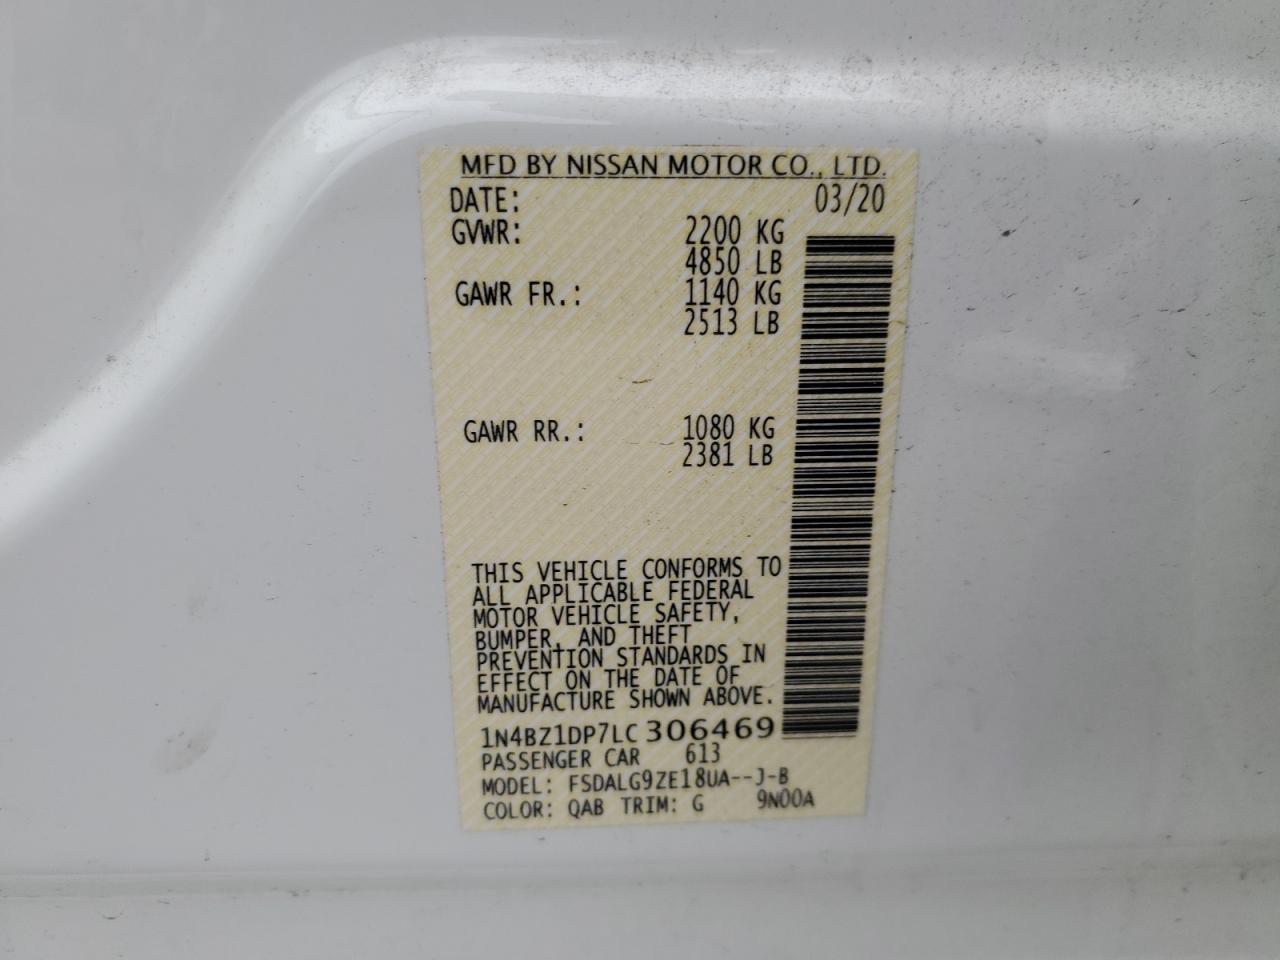 MFD BY NISSAN MOTOR CO., LTD.
DATE: 03/20
GVWR: 2200 KG
4850 LB
GAWR FR.: 1140 KG
2513 LB
GAWR RR.: 1080 KG
2381 LB
THIS VEHICLE CONFORMS TO
ALL APPLICABLE FEDERAL
MOTOR VEHICLE SAFETY,
BUMPER, AND THEFT
PREVENTION STANDARDS IN
EFFECT ON THE DATE OF
MANUFACTURE SHOWN ABOVE.
1N4BZ1DP7LC306469
PASSENGER CAR 613
MODEL: FSDALG9ZE18UA--J-B
COLOR: QAB TRIM: G 9N00A